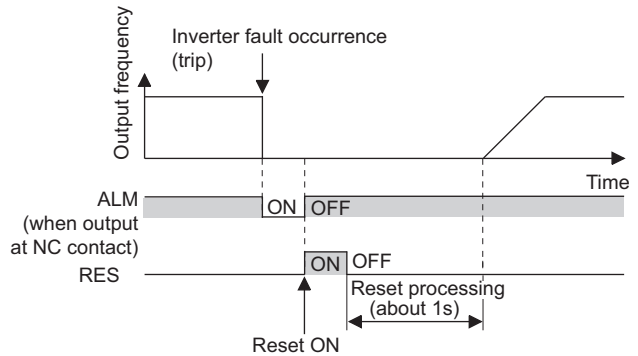 Output frequency
Inverter fault occurrence
(trip)
Time
ALM
(when output
at NC contact)
ON
OFF
RES
ON
OFF
Reset processing
(about 1s)
Reset ON